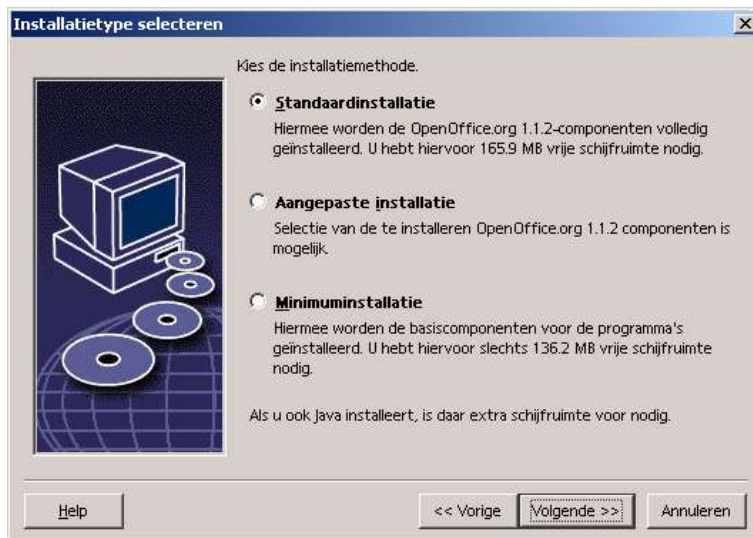 Installatietype selecteren
Kies de installatiemethode.
Standaardinstallatie
Hiermee worden de OpenOffice.org 1.1.2-componenten volledig
geïnstalleerd. U hebt hiervoor 165.9 MB vrije schijfruimte nodig.
Aangepaste installatie
Selectie van de te installeren OpenOffice.org 1.1.2 componenten is
mogelijk.
Minimuminstallatie
Hiermee worden de basiscomponenten voor de programma's
geïnstalleerd. U hebt hiervoor slechts 136.2 MB vrije schijfruimte
nodig.
Als u ook Java installeert, is daar extra schijfruimte voor nodig.
Help
<< Vorige
Volgende >>
Annuleren